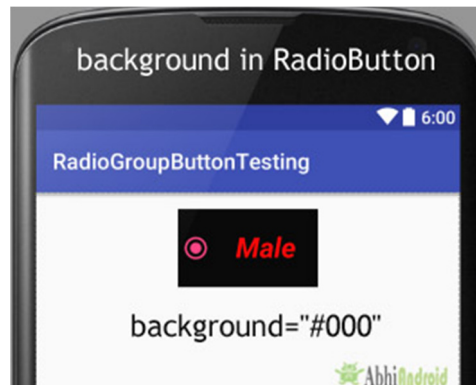 background in RadioButton
6:00
RadioGroupButtonTesting
Male
background="#000"
AbhiAndroid